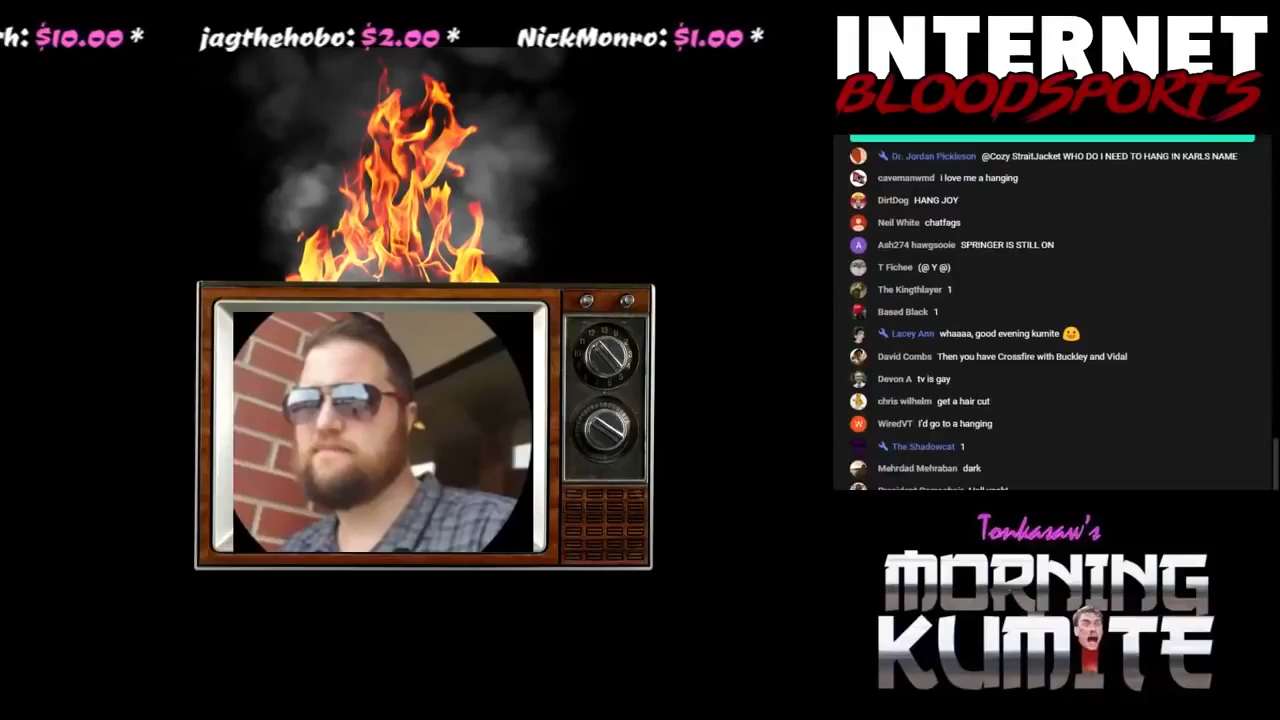 rh: $10.00 * jagthehobo: $2.00 * NickMonro: $1.00 *
INTERNET
BLOODSPORTS
Dr. Jordan Pickleson @Cozy StraitJacket WHO DO I NEED TO HANG IN KARLS NAME
cavemanwmd i love me a hanging
DirtDog HANG JOY
Neil White chatfags
A Ash274 hawgsooie SPRINGER IS STILL ON
T Fichee (@ Y @)
The Kingthlayer 1
Based Black 1
Lacey Ann whaaaa, good evening kumite
David Combs Then you have Crossfire with Buckley and Vidal
Devon A tv is gay
chris wilhelm get a hair cut
W WiredVT I'd go to a hanging
The Shadowcat 1
Mehrdad Mehraban dark
Tonkasaw's
MORNING
KUMITE